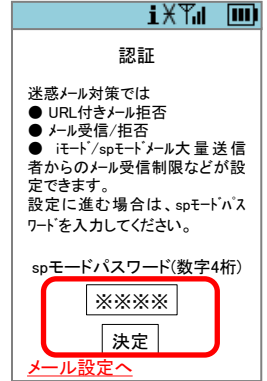 認証
迷惑メール対策では
● URL付きメール拒否
● メール受信/拒否
● iモード/spモードメール大量送信
者からのメール受信制限などが設
定できます。
設定に進む場合は、spモードパス
ワードを入力してください。
spモードパスワード(数字4桁)
※※※※
決定
メール設定へ